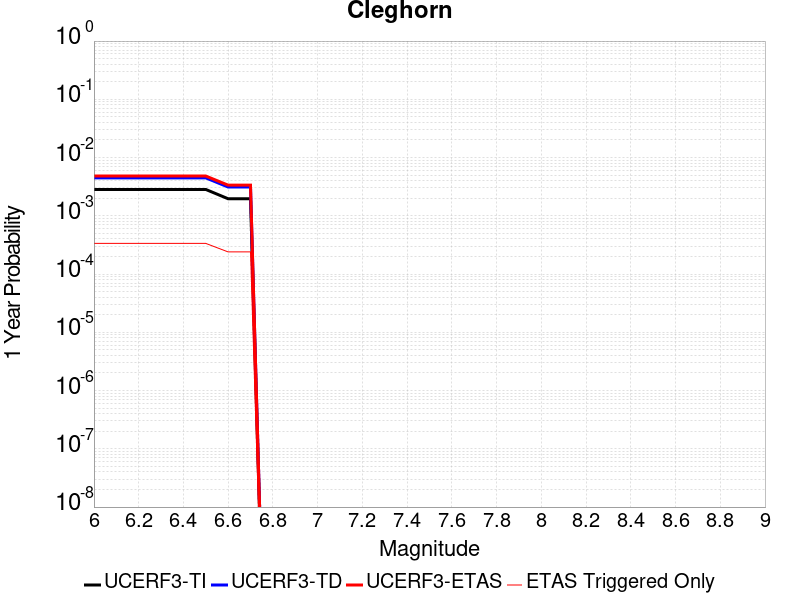 Cleghorn
10^0
10^-1
10^-2
10^-3
10^-4
10^-5
10^-6
10^-7
10^-8
1 Year Probability
6 6.2 6.4 6.6 6.8 7 7.2 7.4 7.6 7.8 8 8.2 8.4 8.6 8.8 9
Magnitude
UCERF3-TI UCERF3-TD UCERF3-ETAS ETAS Triggered Only